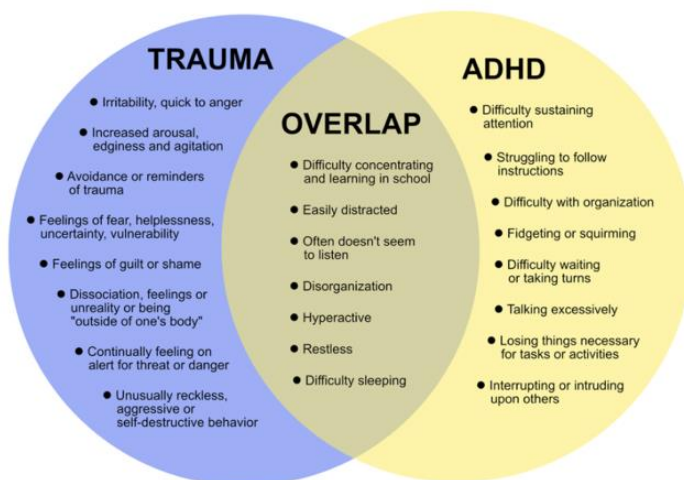 TRAUMA
● Irritability, quick to anger
● Increased arousal,
edginess and agitation
● Avoidance or reminders
of trauma
● Feelings of fear, helplessness,
uncertainty, vulnerability
● Feelings of guilt or shame
● Dissociation, feelings or
unreality or being
"outside of one's body"
● Continually feeling on
alert for threat or danger
● Unusually reckless,
aggressive or
self-destructive behavior
OVERLAP
● Difficulty concentrating
and learning in school
● Easily distracted
● Often doesn't seem
to listen
● Disorganization
● Hyperactive
● Restless
● Difficulty sleeping
ADHD
● Difficulty sustaining
attention
● Struggling to follow
instructions
● Difficulty with organization
● Fidgeting or squirming
● Difficulty waiting
or taking turns
● Talking excessively
● Losing things necessary
for tasks or activities
● Interrupting or intruding
upon others